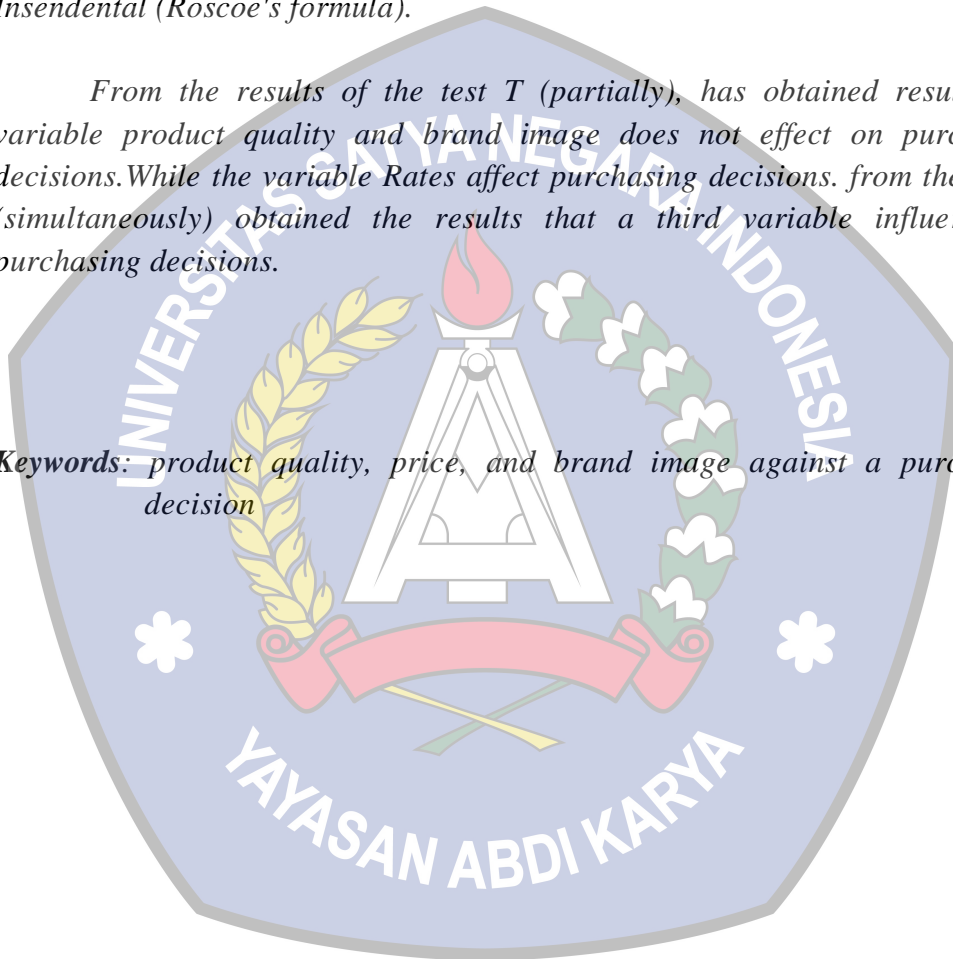 Insendental (Roscoe's formula).
From the results of the test T (partially), has obtained resu
variable product quality and brand image does not effect on purc
decisions.While the variable Rates affect purchasing decisions. from the
(simultaneously) obtained the results that a third variable influe
purchasing decisions.
Keywords: product quality, price, and brand image against a purc
decision
UNIVERSITAS SATYA NEGARA INDONESIA
YAYASAN ABDI KARYA